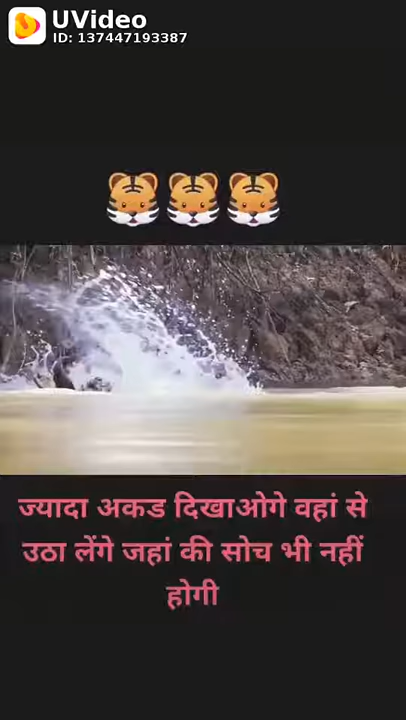 UVideo
ID: 137447193387
ज्यादा अकड दिखाओगे वहां से
उठा लेंगे जहां की सोच भी नहीं
होगी